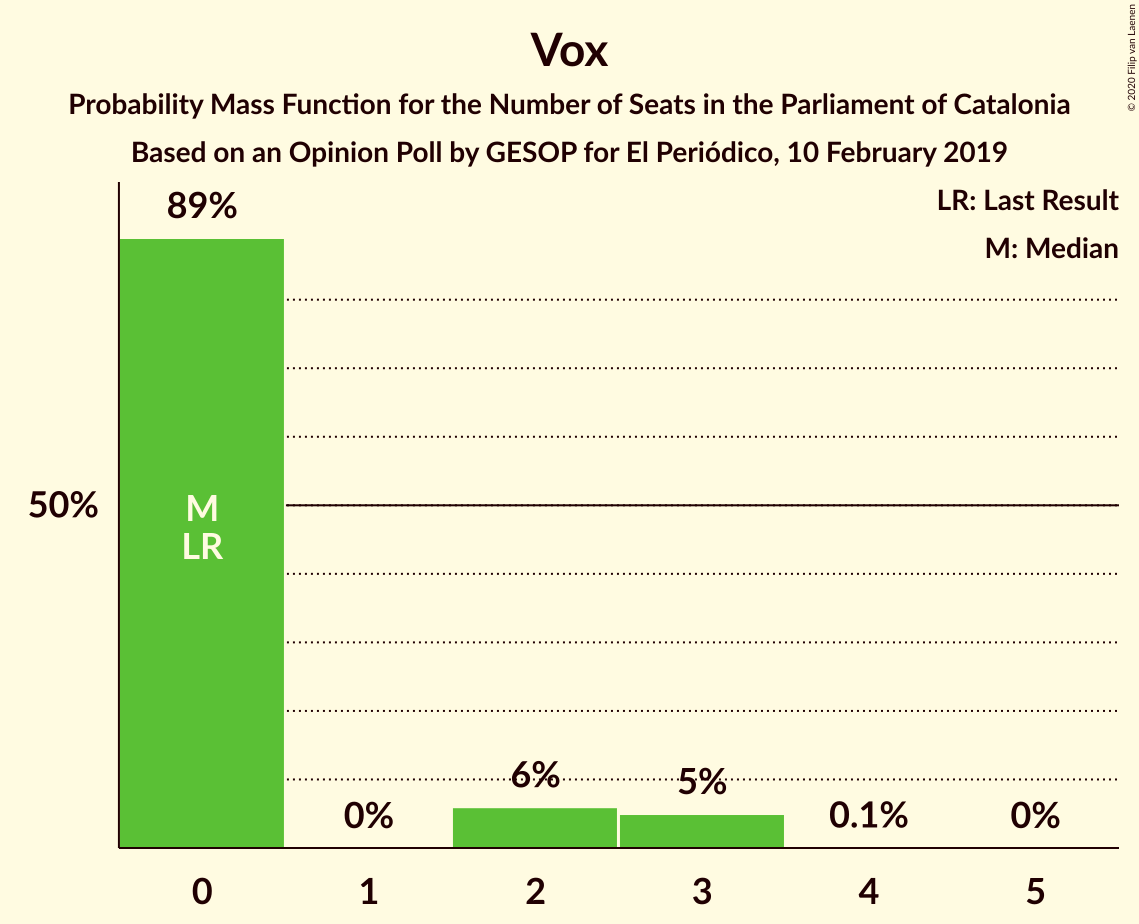 Vox
Probability Mass Function for the Number of Seats in the Parliament of Catalonia
Based on an Opinion Poll by GESOP for El Periódico, 10 February 2019
© 2020 Filip van Laenen
LR: Last Result
M: Median
89%
50%
M
LR
6%
5%
0%
0.1%
0%
0 1 2 3 4 5